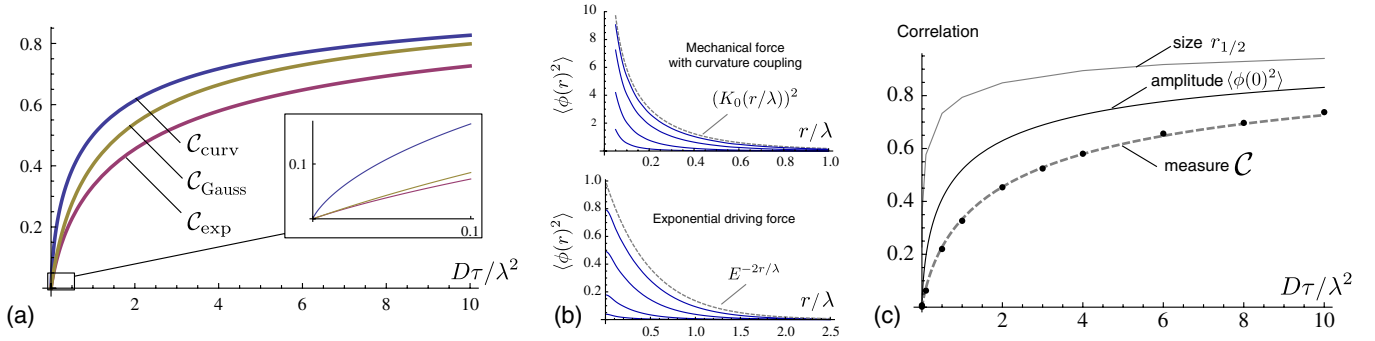 (a)
0.8
0.6
0.4
0.2
2 4 6 8 10
Dτ/λ²
𝒞curv
𝒞Gauss
𝒞exp
0.1
0.1
(b)
⟨ϕ(r)²⟩
10
8
6
4
2
0.2 0.4 0.6 0.8 1.0
Mechanical force
with curvature coupling
(K₀(r/λ))²
r/λ
⟨ϕ(r)²⟩
1.0
0.8
0.6
0.4
0.2
0.5 1.0 1.5 2.0 2.5
Exponential driving force
E^{-2r/λ}
r/λ
(c)
Correlation
0.8
0.6
0.4
0.2
0 2 4 6 8 10
size r_{1/2}
amplitude ⟨ϕ(0)²⟩
measure 𝒞
Dτ/λ²